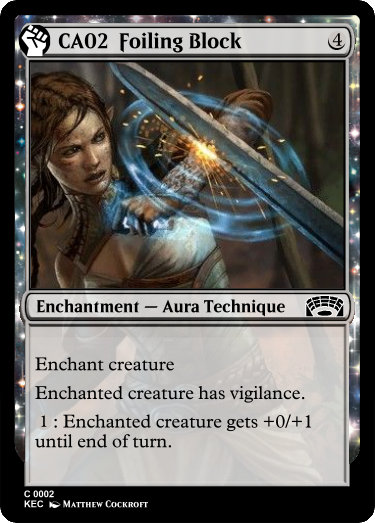 CA02 Foiling Block 4
Enchantment — Aura Technique
Enchant creature
Enchanted creature has vigilance.
1 : Enchanted creature gets +0/+1
until end of turn.
C 0002
KEC Matthew Cockroft